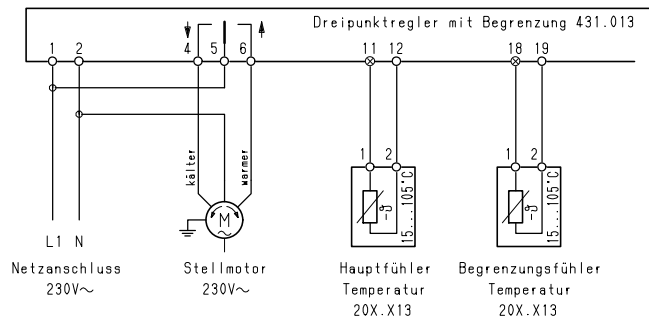 Dreipunktregler mit Begrenzung 431.013
1 2 4 5 6 11 12 18 19
kälter
wärmer
1 2
1 2
M
-ϑ
15...105°C
-ϑ
15...105°C
L1 N
Netzanschluss
230V~
Stellmotor
230V~
Hauptfühler
Temperatur
20X.X13
Begrenzungsfühler
Temperatur
20X.X13